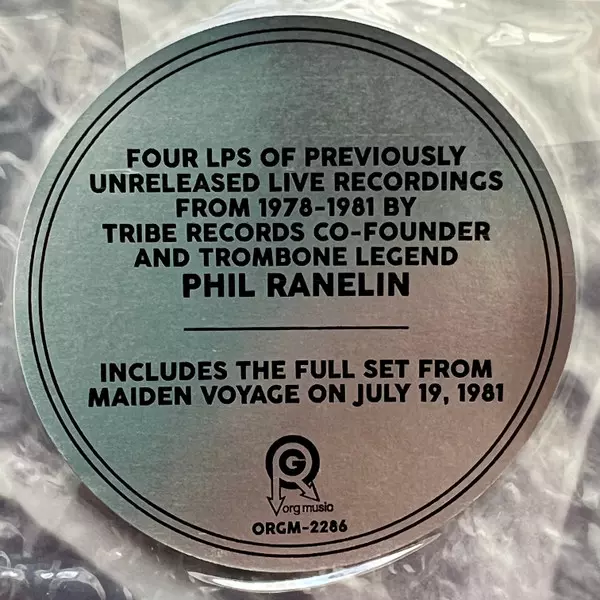 FOUR LPS OF PREVIOUSLY
UNRELEASED LIVE RECORDINGS
FROM 1978-1981 BY
TRIBE RECORDS CO-FOUNDER
AND TROMBONE LEGEND
PHIL RANELIN
INCLUDES THE FULL SET FROM
MAIDEN VOYAGE ON JULY 19, 1981
ORG
org music
ORGM-2286